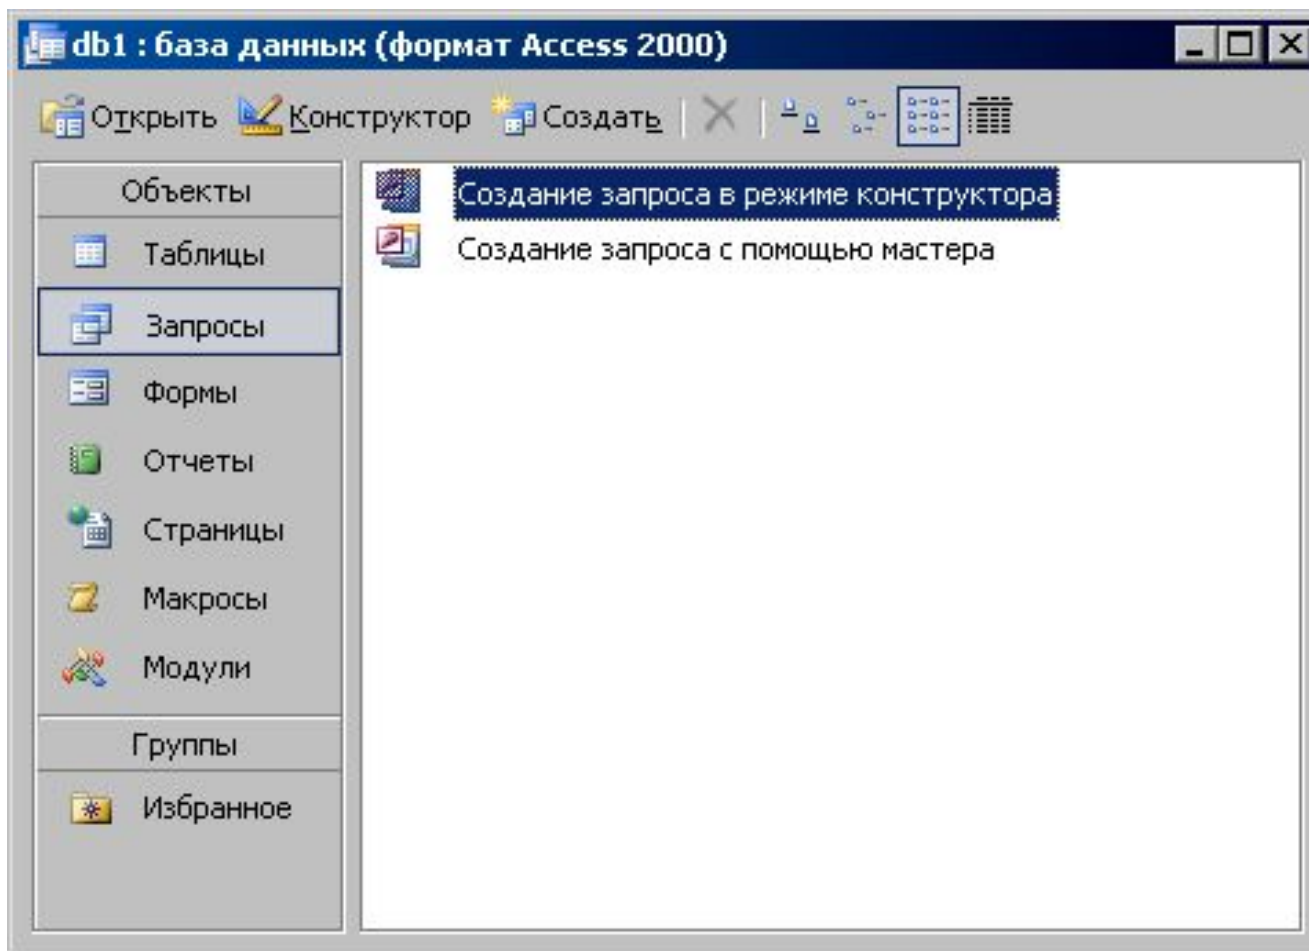 db1 : база данных (формат Access 2000)
Открыть Конструктор Создать
Объекты
Таблицы
Запросы
Формы
Отчеты
Страницы
Макросы
Модули
Группы
Избранное
Создание запроса в режиме конструктора
Создание запроса с помощью мастера